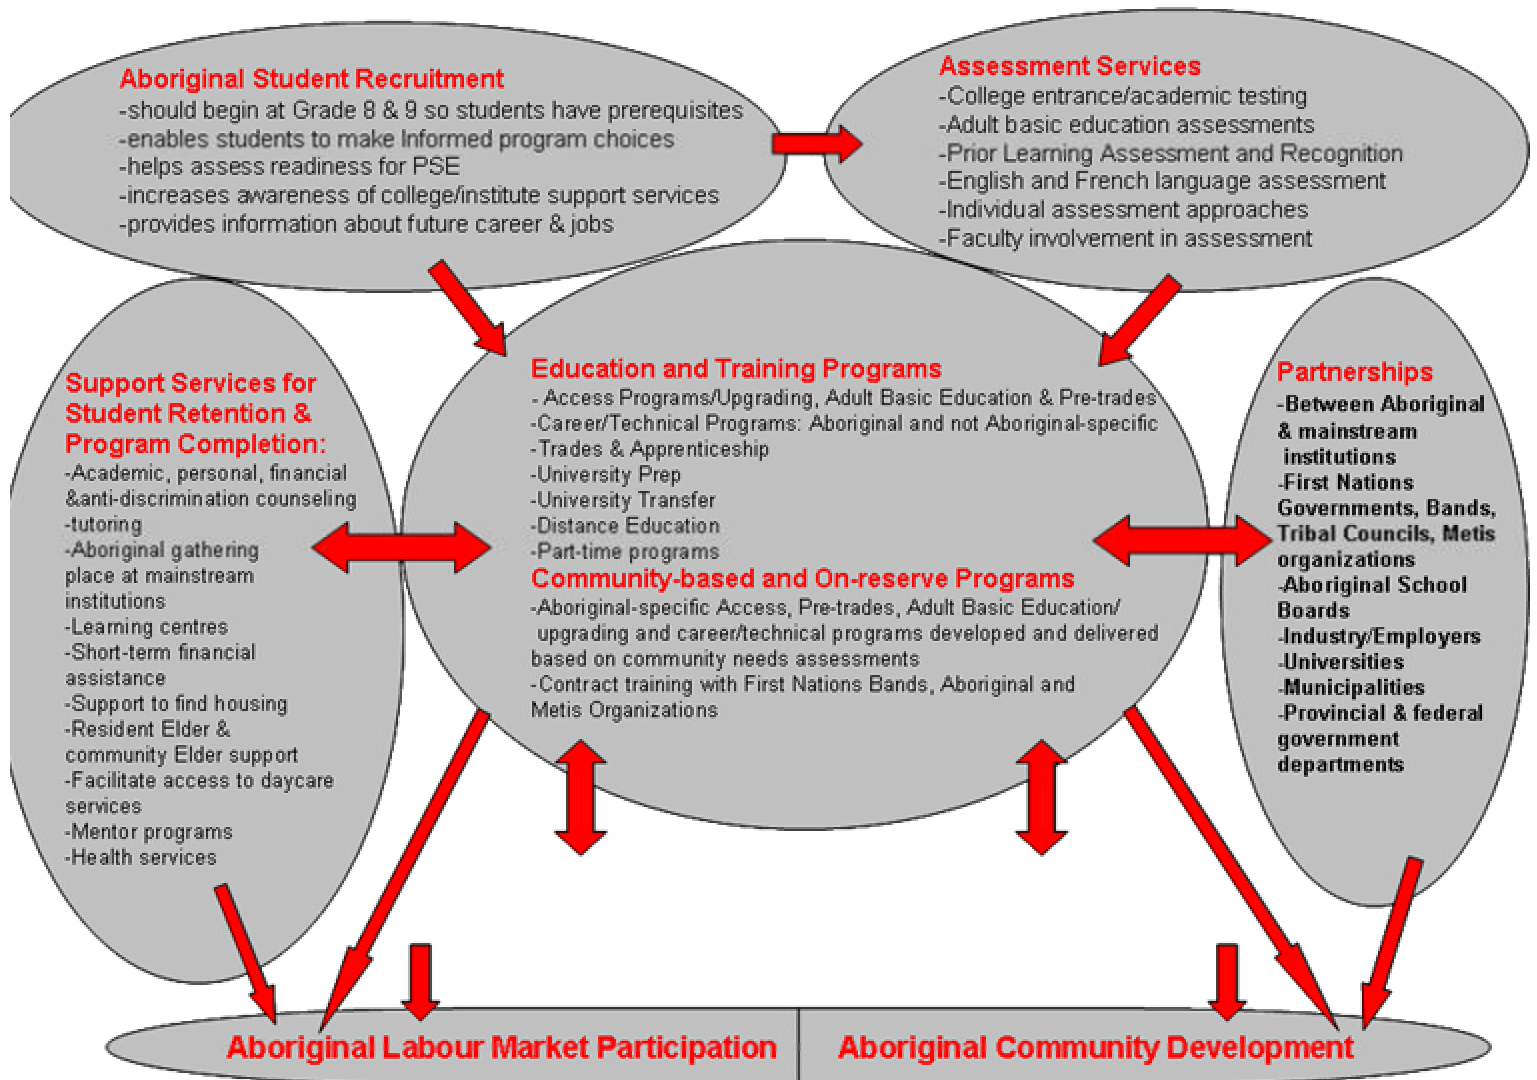 Aboriginal Student Recruitment
-should begin at Grade 8 & 9 so students have prerequisites
-enables students to make Informed program choices
-helps assess readiness for PSE
-increases awareness of college/institute support services
-provides information about future career & jobs
Assessment Services
-College entrance/academic testing
-Adult basic education assessments
-Prior Learning Assessment and Recognition
-English and French language assessment
-Individual assessment approaches
-Faculty involvement in assessment
Support Services for
Student Retention &
Program Completion:
-Academic, personal, financial
&anti-discrimination counseling
-tutoring
-Aboriginal gathering
place at mainstream
institutions
-Learning centres
-Short-term financial
assistance
-Support to find housing
-Resident Elder &
community Elder support
-Facilitate access to daycare
services
-Mentor programs
-Health services
Education and Training Programs
- Access Programs/Upgrading, Adult Basic Education & Pre-trades
-Career/Technical Programs: Aboriginal and not Aboriginal-specific
-Trades & Apprenticeship
-University Prep
-University Transfer
-Distance Education
-Part-time programs
Community-based and On-reserve Programs
-Aboriginal-specific Access, Pre-trades, Adult Basic Education/
upgrading and career/technical programs developed and delivered
based on community needs assessments
-Contract training with First Nations Bands, Aboriginal and
Metis Organizations
Partnerships
-Between Aboriginal
& mainstream
institutions
-First Nations
Governments, Bands,
Tribal Councils, Metis
organizations
-Aboriginal School
Boards
-Industry/Employers
-Universities
-Municipalities
-Provincial & federal
government
departments
Aboriginal Labour Market Participation
Aboriginal Community Development